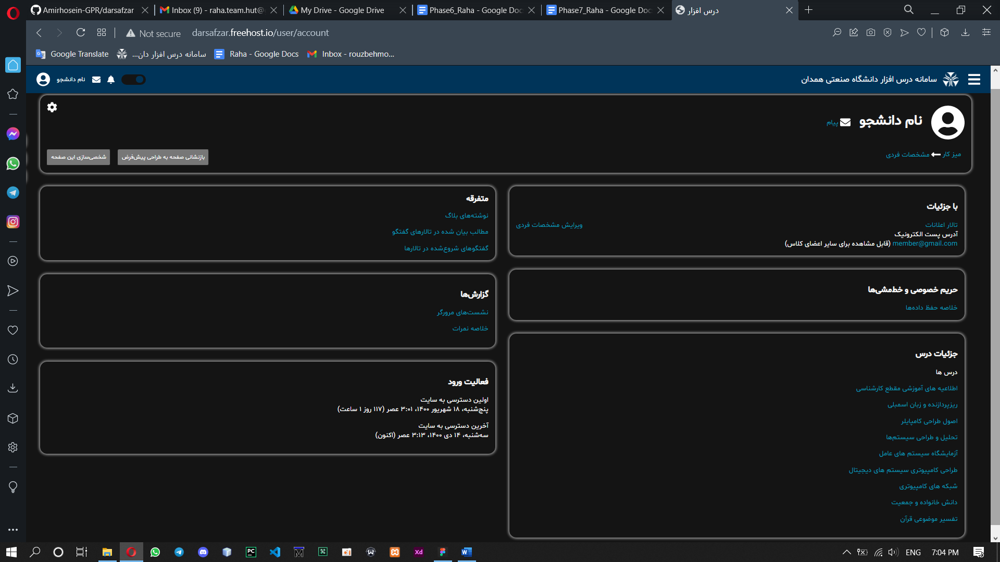 Amirhosein-GPR/darsafzar
Inbox (9) - raha.team.hut@
My Drive - Google Drive
Phase6_Raha - Google Doc
Phase7_Raha - Google Doc
درس افزار
Not secure
darsafzar.freehost.io/user/account
Google Translate
سامانه درس افزار دان...
Raha - Google Docs
Inbox - rouzbehmo...
سامانه درس افزار دانشگاه صنعتی همدان
نام دانشجو
نام دانشجو
پیام
میز کار
مشخصات فردی
بازنشانی صفحه به طراحی پیش‌فرض
شخصی‌سازی این صفحه
با جزئیات
تالار اعلانات
ویرایش مشخصات فردی
آدرس پست الکترونیک
member@gmail.com (قابل مشاهده برای سایر اعضای کلاس)
حریم خصوصی و خط‌مشی‌ها
خلاصه حفظ داده‌ها
جزئیات درس
درس ها
اطلاعیه های آموزشی مقطع کارشناسی
ریزپردازنده و زبان اسمبلی
اصول طراحی کامپایلر
تحلیل و طراحی سیستم‌ها
آزمایشگاه سیستم های عامل
طراحی کامپیوتری سیستم های دیجیتال
شبکه های کامپیوتری
دانش خانواده و جمعیت
تفسیر موضوعی قرآن
متفرقه
نوشته‌های بلاگ
مطالب بیان شده در تالارهای گفتگو
گفتگوهای شروع‌شده در تالارها
گزارش‌ها
نشست‌های مرورگر
خلاصه نمرات
فعالیت ورود
اولین دسترسی به سایت
پنج‌شنبه، ۱۸ شهریور ۱۴۰۰، ۳:۰۱ عصر (۱۱۷ روز ۱ ساعت)
آخرین دسترسی به سایت
سه‌شنبه، ۱۴ دی ۱۴۰۰، ۳:۱۳ عصر (اکنون)
PC
Xd
ENG
7:04 PM